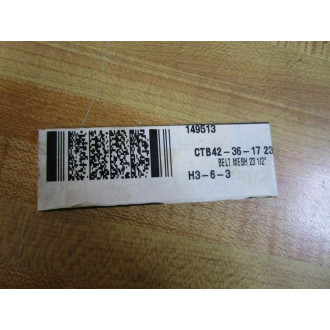 149513
CTB42-36-17 23
BELT MESH 23 1/2"
H3-6-3